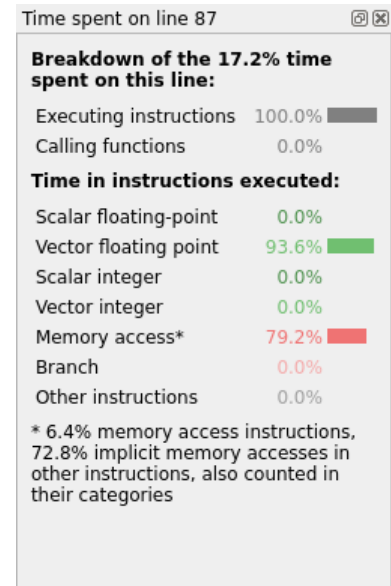 Time spent on line 87
Breakdown of the 17.2% time
spent on this line:
Executing instructions 100.0%
Calling functions 0.0%
Time in instructions executed:
Scalar floating-point 0.0%
Vector floating point 93.6%
Scalar integer 0.0%
Vector integer 0.0%
Memory access* 79.2%
Branch 0.0%
Other instructions 0.0%
* 6.4% memory access instructions,
72.8% implicit memory accesses in
other instructions, also counted in
their categories